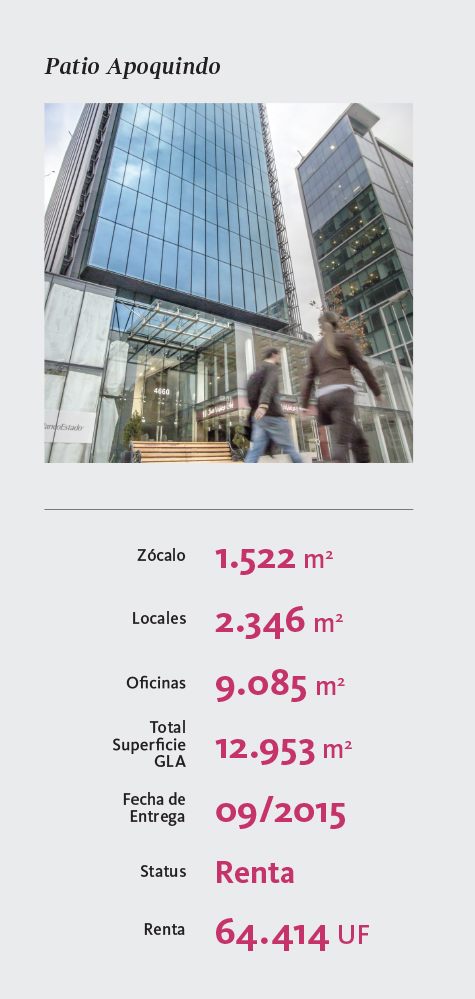 Patio Apoquindo
4660
Zócalo
1.522 m²
Locales
2.346 m²
Oficinas
9.085 m²
Total
Superficie
GLA
12.953 m²
Fecha de
Entrega
09/2015
Status
Renta
Renta
64.414 UF